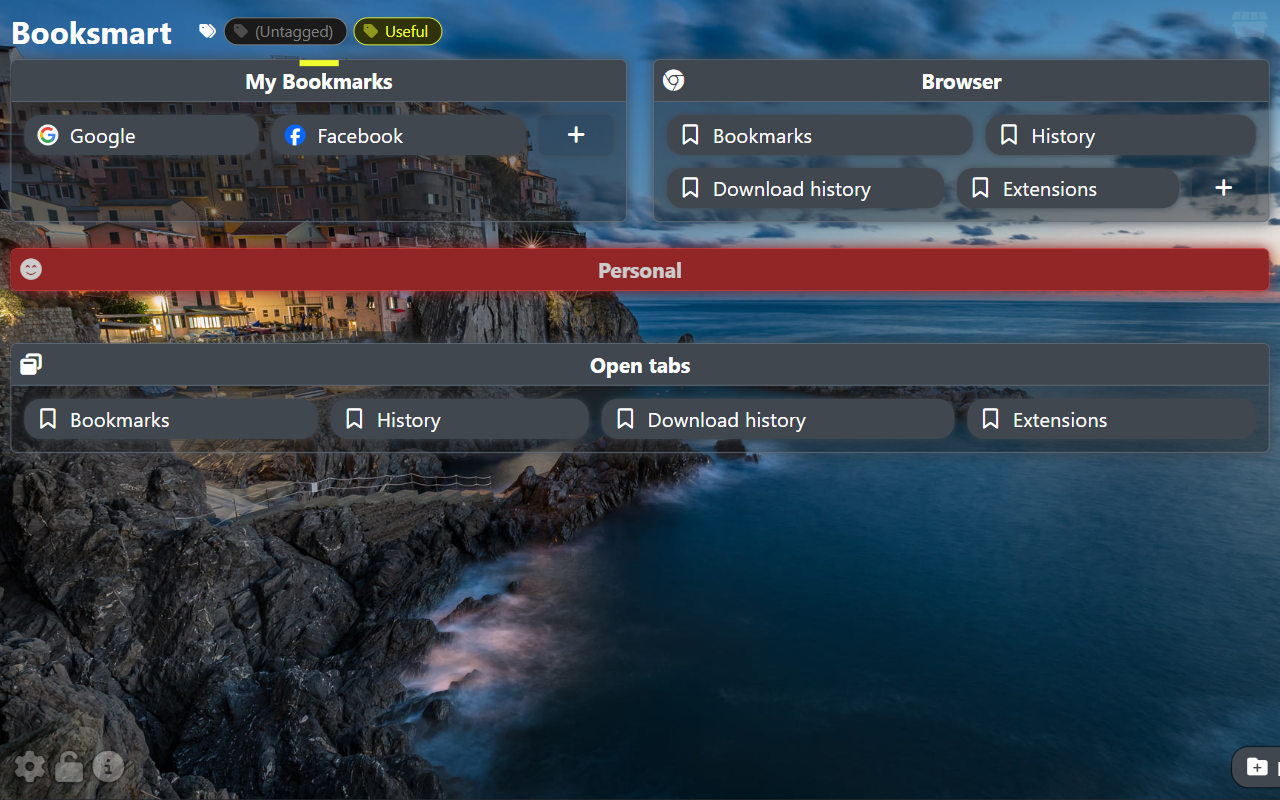 Booksmart (Untagged) Useful
My Bookmarks
Google Facebook
Browser
Bookmarks History
Download history Extensions
Personal
Open tabs
Bookmarks History Download history Extensions